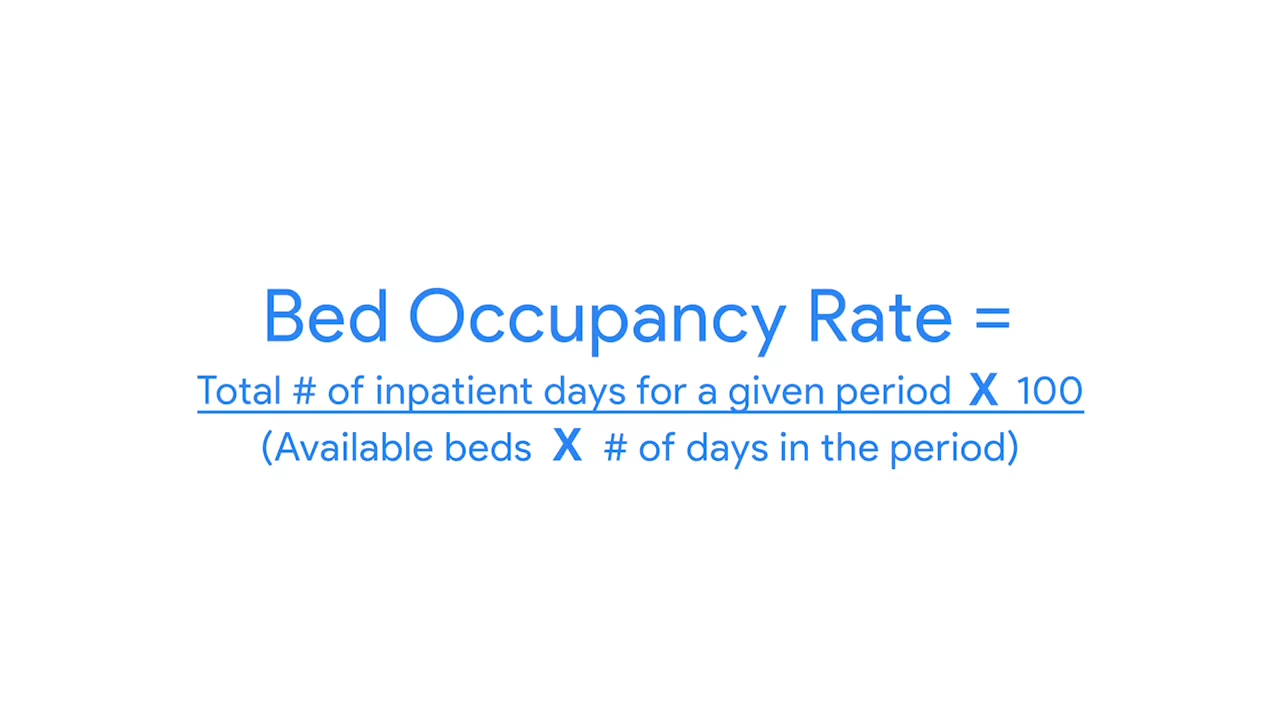 Bed Occupancy Rate =
Total # of inpatient days for a given period X 100
(Available beds X # of days in the period)